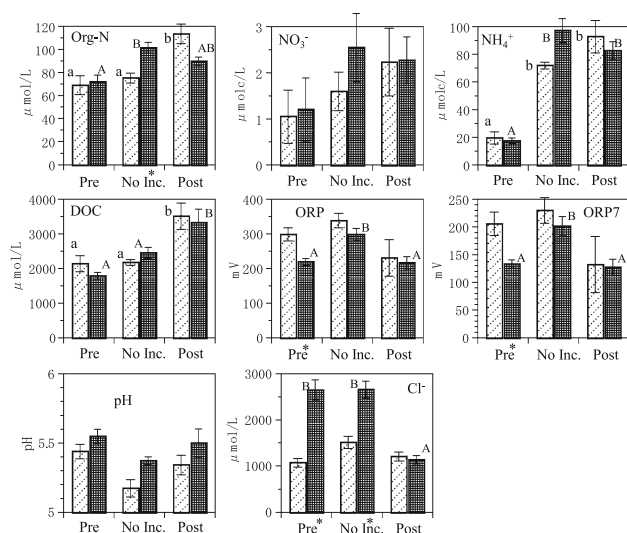 Org-N
μmol/L
120
100
80
60
40
20
0
a a b
A B AB
Pre No Inc. Post
*
NO3-
μmolc/L
3
2
1
0
Pre No Inc. Post
NH4+
μmolc/L
100
80
60
40
20
0
a b b
A B B
Pre No Inc. Post
DOC
μmol/L
4000
3000
2000
1000
0
a a b
A A B
Pre No Inc. Post
ORP
mV
400
300
200
100
0
A B A
Pre* No Inc. Post
ORP7
mV
250
200
150
100
50
0
A B A
Pre No Inc. Post
*
pH
pH
6
5.5
5
Pre No Inc. Post
Cl-
μmol/L
3000
2000
1000
0
B B A
Pre* No Inc.* Post